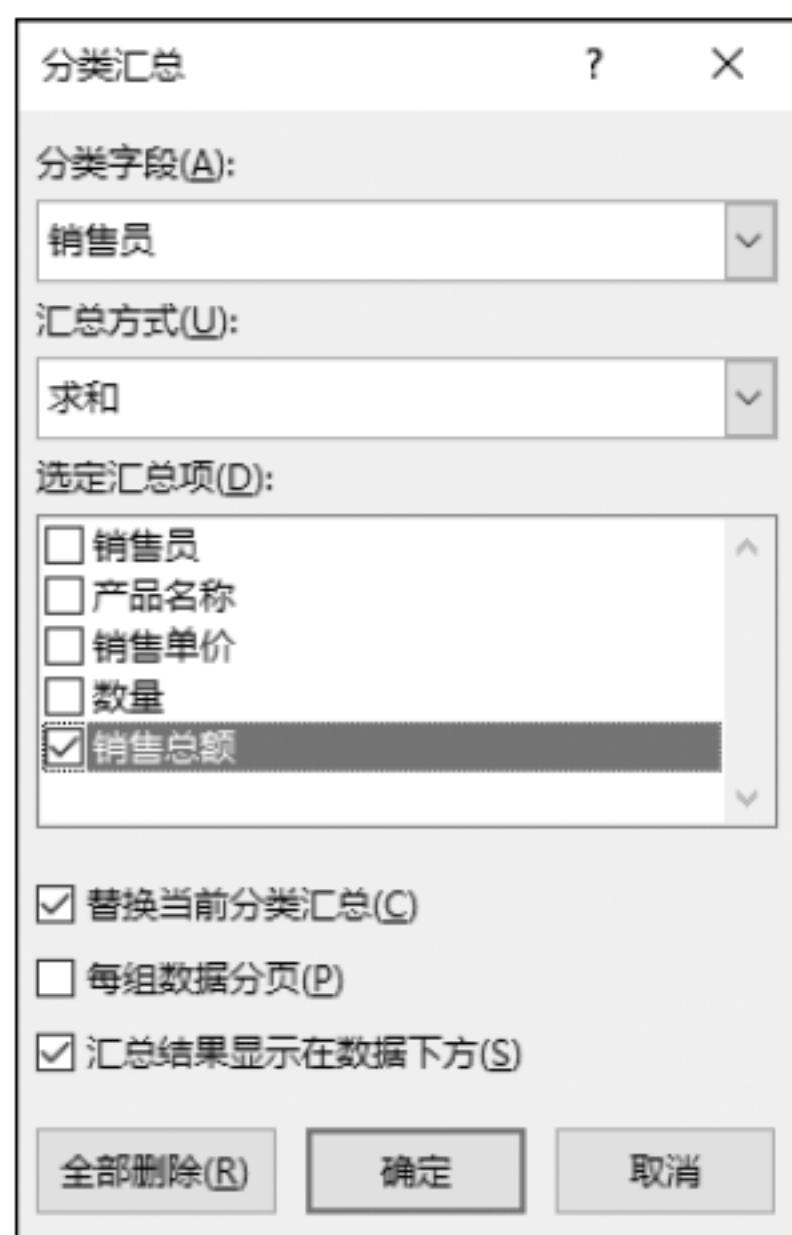 分类汇总 ?
分类字段(A):
销售员
汇总方式(U):
求和
选定汇总项(D):
销售员
产品名称
销售单价
数量
销售总额
替换当前分类汇总(C)
每组数据分页(P)
汇总结果显示在数据下方(S)
全部删除(R) 确定 取消